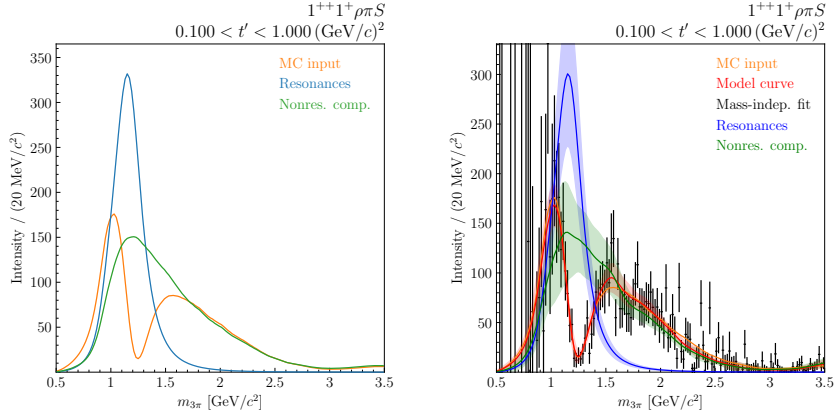 1⁺⁺1⁺ρπS
0.100 < t′ < 1.000 (GeV/c)²
MC input
Resonances
Nonres. comp.
350
300
250
200
150
100
50
0.5 1 1.5 2 2.5 3 3.5
Intensity / (20 MeV/c²)
m₃π [GeV/c²]
1⁺⁺1⁺ρπS
0.100 < t′ < 1.000 (GeV/c)²
MC input
Model curve
Mass-indep. fit
Resonances
Nonres. comp.
300
250
200
150
100
50
0.5 1 1.5 2 2.5 3 3.5
Intensity / (20 MeV/c²)
m₃π [GeV/c²]